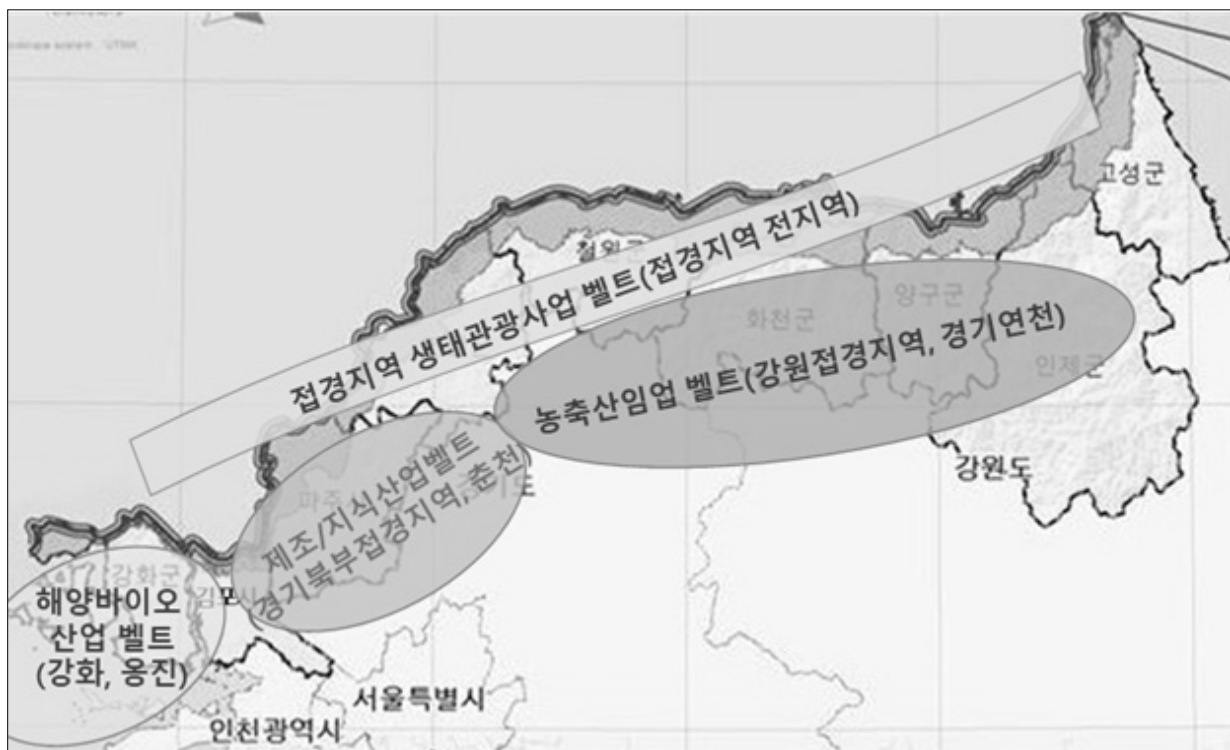 고성군
철원군
접경지역 생태관광사업 벨트(접경지역 전지역)
양구군
화천군
농축산임업 벨트(강원접경지역, 경기연천)
인제군
강원도
제조/지식산업벨트
경기북부접경지역, 춘천)
강화군
해양바이오
산업 벨트
(강화, 옹진)
서울특별시
인천광역시